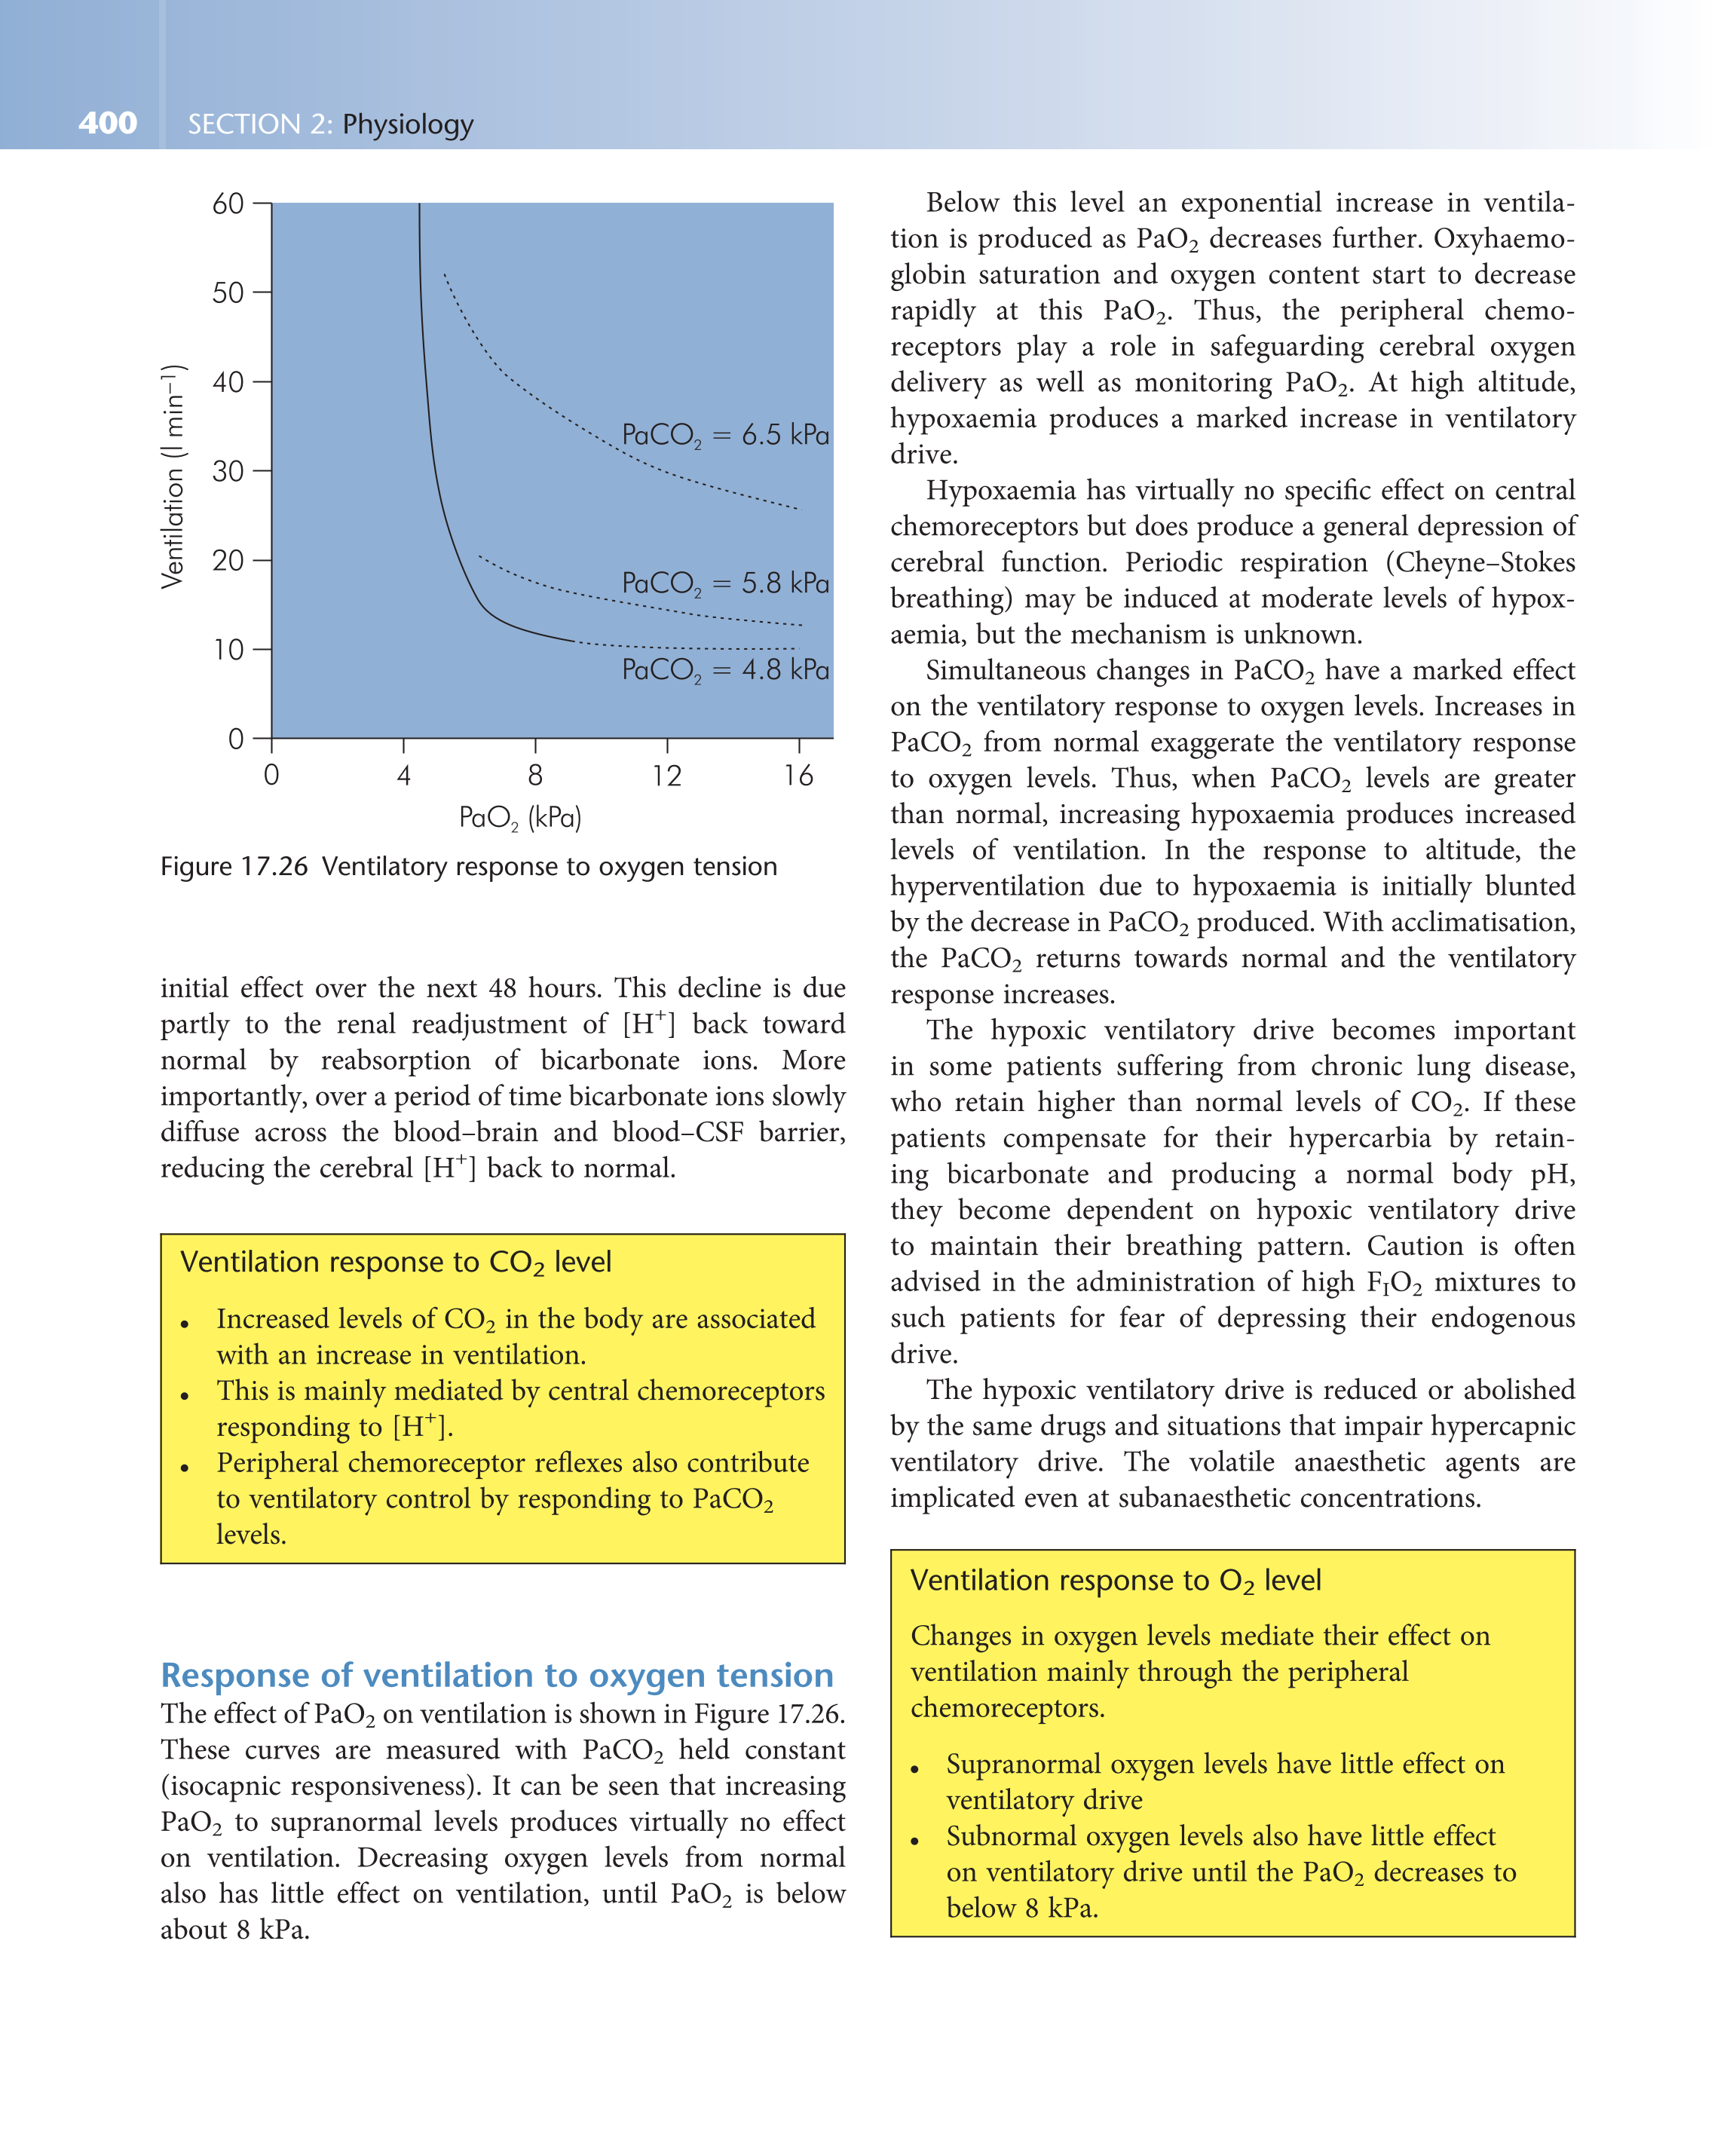 400 SECTION 2: Physiology
60
50
40
30
20
10
0
Ventilation (l min⁻¹)
PaCO₂ = 6.5 kPa
PaCO₂ = 5.8 kPa
PaCO₂ = 4.8 kPa
0 4 8 12 16
PaO₂ (kPa)
Figure 17.26 Ventilatory response to oxygen tension
initial effect over the next 48 hours. This decline is due
partly to the renal readjustment of [H⁺] back toward
normal by reabsorption of bicarbonate ions. More
importantly, over a period of time bicarbonate ions slowly
diffuse across the blood–brain and blood–CSF barrier,
reducing the cerebral [H⁺] back to normal.
Ventilation response to CO₂ level
• Increased levels of CO₂ in the body are associated
with an increase in ventilation.
• This is mainly mediated by central chemoreceptors
responding to [H⁺].
• Peripheral chemoreceptor reflexes also contribute
to ventilatory control by responding to PaCO₂
levels.
Response of ventilation to oxygen tension
The effect of PaO₂ on ventilation is shown in Figure 17.26.
These curves are measured with PaCO₂ held constant
(isocapnic responsiveness). It can be seen that increasing
PaO₂ to supranormal levels produces virtually no effect
on ventilation. Decreasing oxygen levels from normal
also has little effect on ventilation, until PaO₂ is below
about 8 kPa.
Below this level an exponential increase in ventila-
tion is produced as PaO₂ decreases further. Oxyhaemo-
globin saturation and oxygen content start to decrease
rapidly at this PaO₂. Thus, the peripheral chemo-
receptors play a role in safeguarding cerebral oxygen
delivery as well as monitoring PaO₂. At high altitude,
hypoxaemia produces a marked increase in ventilatory
drive.
Hypoxaemia has virtually no specific effect on central
chemoreceptors but does produce a general depression of
cerebral function. Periodic respiration (Cheyne–Stokes
breathing) may be induced at moderate levels of hypox-
aemia, but the mechanism is unknown.
Simultaneous changes in PaCO₂ have a marked effect
on the ventilatory response to oxygen levels. Increases in
PaCO₂ from normal exaggerate the ventilatory response
to oxygen levels. Thus, when PaCO₂ levels are greater
than normal, increasing hypoxaemia produces increased
levels of ventilation. In the response to altitude, the
hyperventilation due to hypoxaemia is initially blunted
by the decrease in PaCO₂ produced. With acclimatisation,
the PaCO₂ returns towards normal and the ventilatory
response increases.
The hypoxic ventilatory drive becomes important
in some patients suffering from chronic lung disease,
who retain higher than normal levels of CO₂. If these
patients compensate for their hypercarbia by retain-
ing bicarbonate and producing a normal body pH,
they become dependent on hypoxic ventilatory drive
to maintain their breathing pattern. Caution is often
advised in the administration of high FᵢO₂ mixtures to
such patients for fear of depressing their endogenous
drive.
The hypoxic ventilatory drive is reduced or abolished
by the same drugs and situations that impair hypercapnic
ventilatory drive. The volatile anaesthetic agents are
implicated even at subanaesthetic concentrations.
Ventilation response to O₂ level
Changes in oxygen levels mediate their effect on
ventilation mainly through the peripheral
chemoreceptors.
• Supranormal oxygen levels have little effect on
ventilatory drive
• Subnormal oxygen levels also have little effect
on ventilatory drive until the PaO₂ decreases to
below 8 kPa.